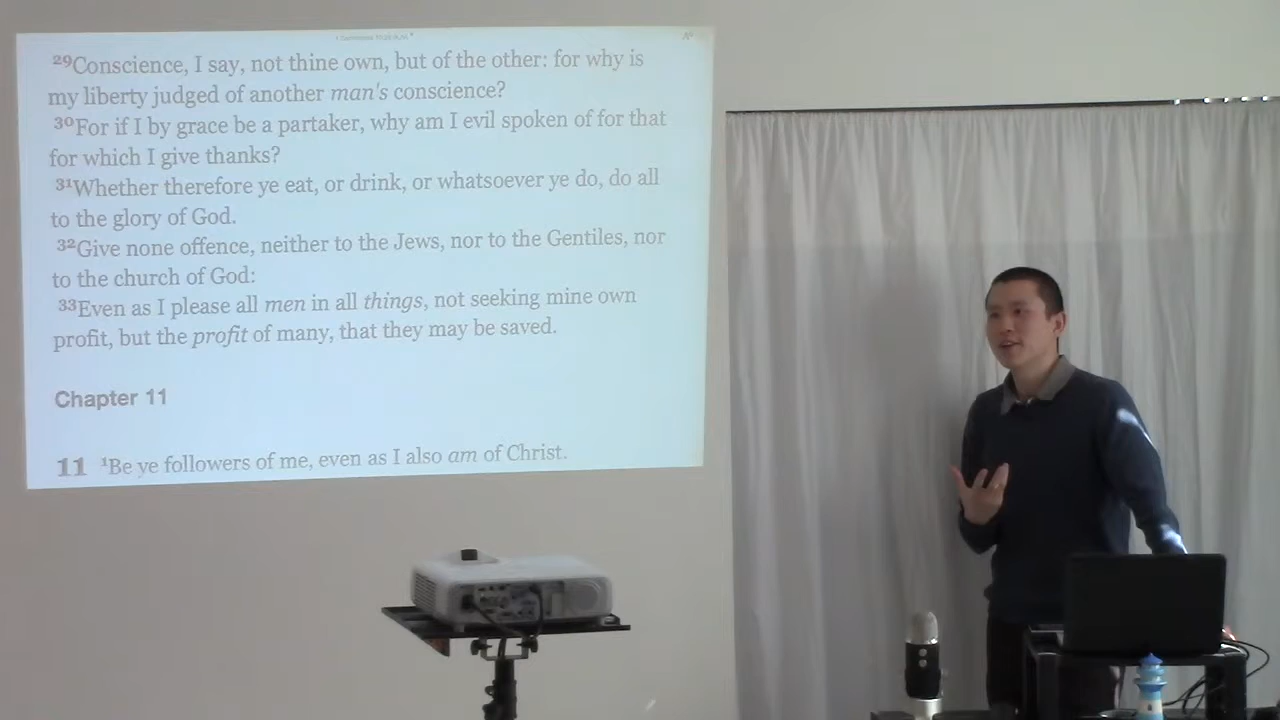 ²⁹Conscience, I say, not thine own, but of the other: for why is
my liberty judged of another man's conscience?
³⁰For if I by grace be a partaker, why am I evil spoken of for that
for which I give thanks?
³¹Whether therefore ye eat, or drink, or whatsoever ye do, do all
to the glory of God.
³²Give none offence, neither to the Jews, nor to the Gentiles, nor
to the church of God:
³³Even as I please all men in all things, not seeking mine own
profit, but the profit of many, that they may be saved.
Chapter 11
11 ¹Be ye followers of me, even as I also am of Christ.